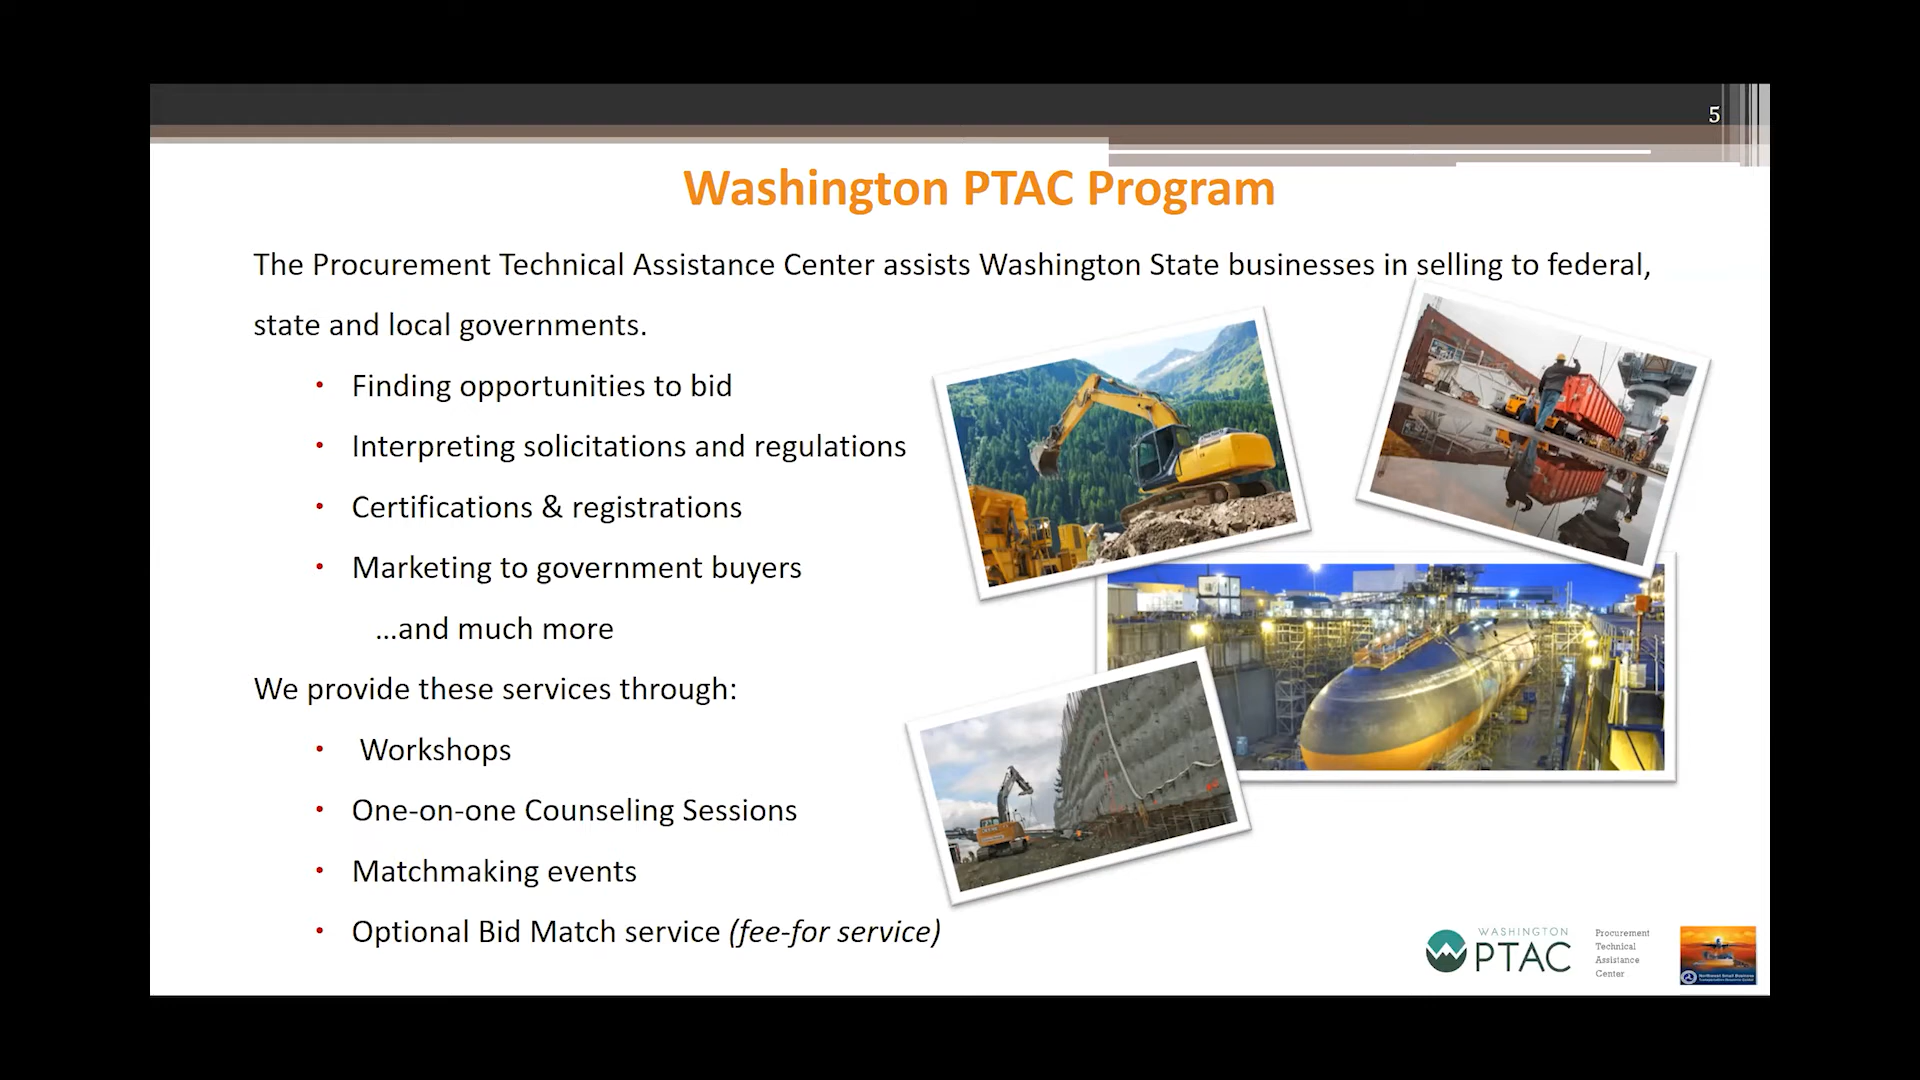 5
Washington PTAC Program
The Procurement Technical Assistance Center assists Washington State businesses in selling to federal,
state and local governments.
• Finding opportunities to bid
• Interpreting solicitations and regulations
• Certifications & registrations
• Marketing to government buyers
...and much more
We provide these services through:
• Workshops
• One-on-one Counseling Sessions
• Matchmaking events
• Optional Bid Match service (fee-for service)
WASHINGTON
PTAC
Procurement
Technical
Assistance
Center
Northwest Small Business